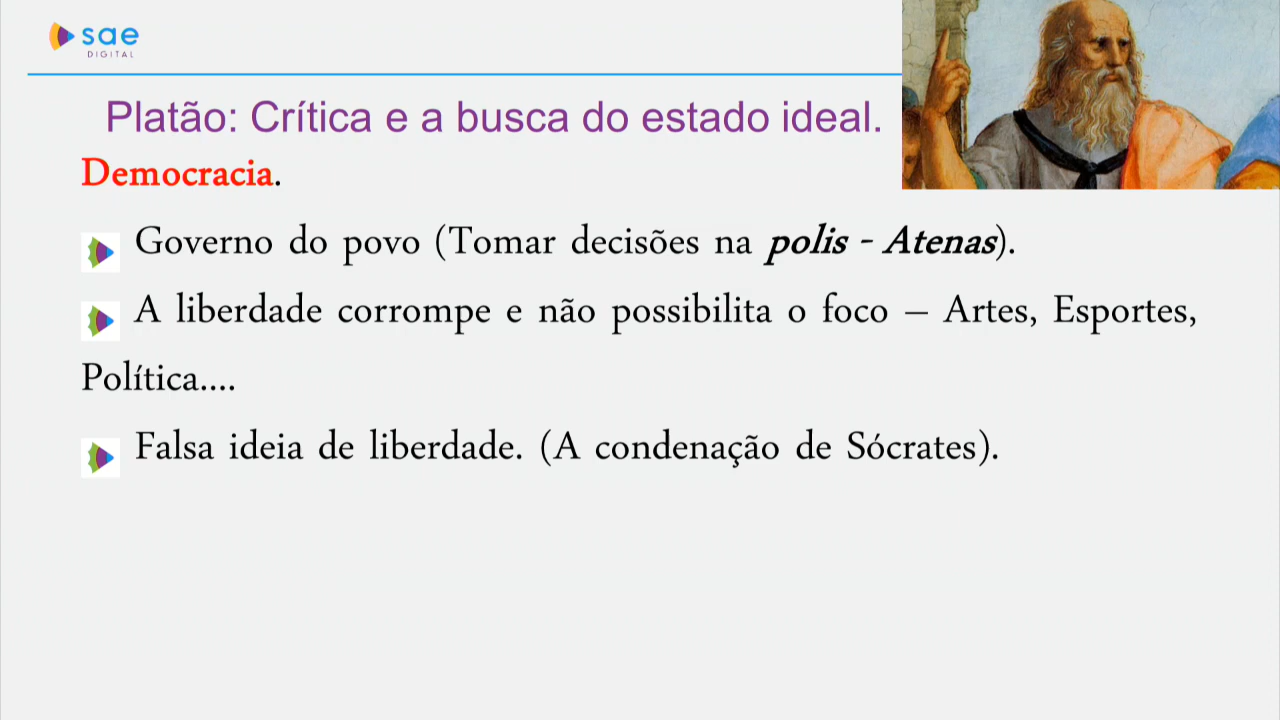 sae
DIGITAL
Platão: Crítica e a busca do estado ideal.
Democracia.
Governo do povo (Tomar decisões na polis - Atenas).
A liberdade corrompe e não possibilita o foco – Artes, Esportes,
Política....
Falsa ideia de liberdade. (A condenação de Sócrates).